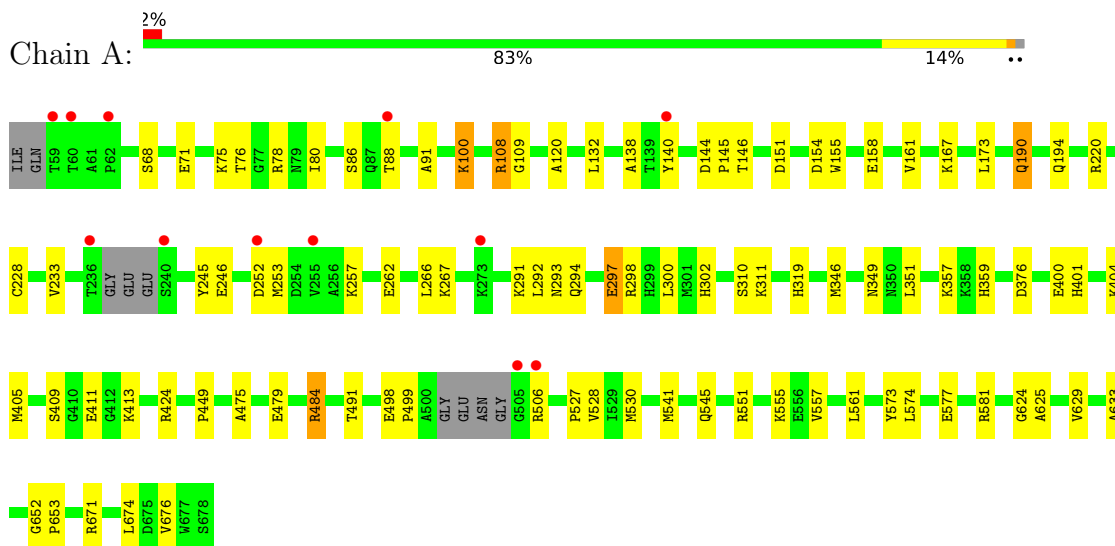 2%
Chain A:
83% 14% ..
ILE GLN T59 T60 A61 P62 S68 E71 K75 T76 G77 R78 N79 I80 S86 Q87 T88 A91 K100 R108 G109 A120 L132 A138 T139 Y140 D144 P145 T146 D151 D154 W155 E158 V161 K167 L173 Q190 Q194 R220
C228 V233 T236 GLY GLU GLU S240 Y245 E246 D252 M253 D254 V255 A256 K257 E262 L266 K267 K273 K291 L292 N293 Q294 E297 R298 H299 L300 M301 H302 S310 K311 H319 M346 N349 N350 L351 K357 K358 H359 D376 E400 H401 K404
M405 S409 G410 E411 G412 K413 R424 P449 A475 E479 R484 T491 E498 P499 A500 GLY GLU ASN GLY G505 R506 P527 V528 I529 M530 M541 Q545 R551 K555 E556 V557 L561 Y573 L574 E577 R581 G624 A625 V629 A633
G652 P653 R671 L674 D675 V676 W677 S678